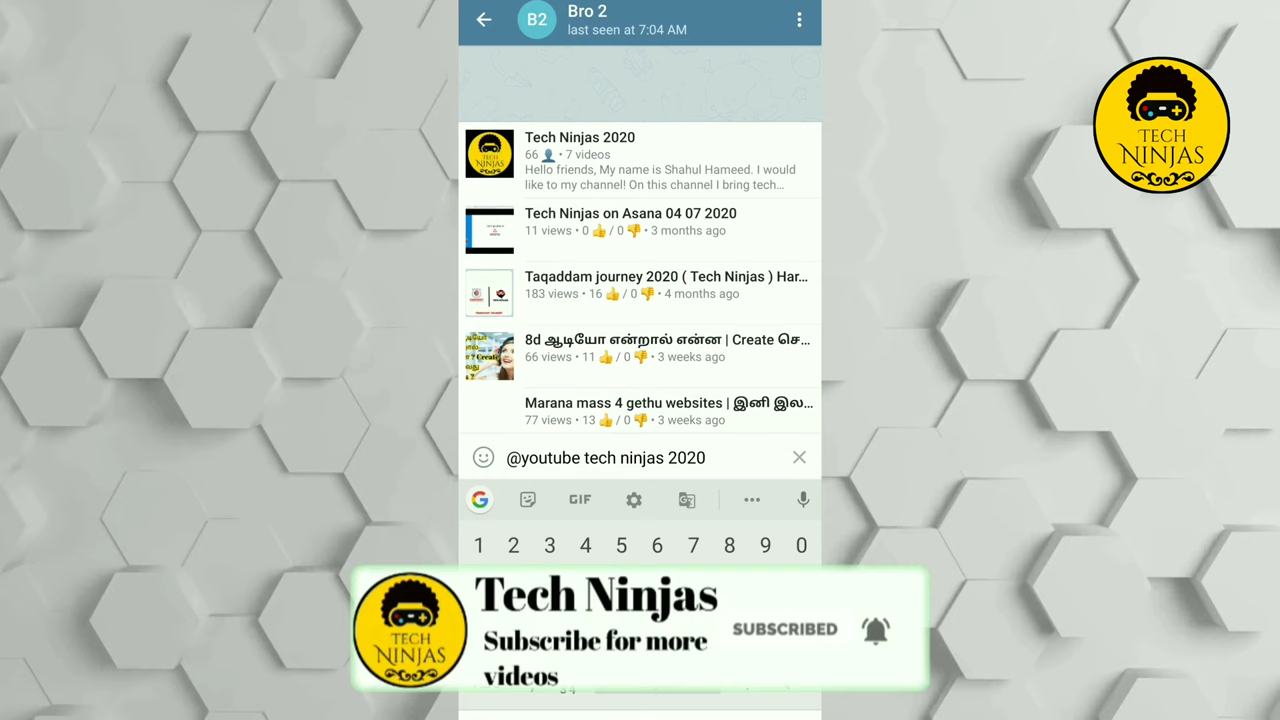 B2
Bro 2
last seen at 7:04 AM
TECH
NINJAS
Tech Ninjas 2020
66 👤 • 7 videos
Hello friends, My name is Shahul Hameed. I would
like to my channel! On this channel I bring tech…
Tech Ninjas on Asana 04 07 2020
11 views • 0 👍 / 0 👎 • 3 months ago
Taqaddam journey 2020 ( Tech Ninjas ) Har…
183 views • 16 👍 / 0 👎 • 4 months ago
8d ஆடியோ என்றால் என்ன | Create செ…
66 views • 11 👍 / 0 👎 • 3 weeks ago
Marana mass 4 gethu websites | இனி இல…
77 views • 13 👍 / 0 👎 • 3 weeks ago
@youtube tech ninjas 2020
GIF
1 2 3 4 5 6 7 8 9 0
TECH
NINJAS
Tech Ninjas
Subscribe for more
videos
SUBSCRIBED